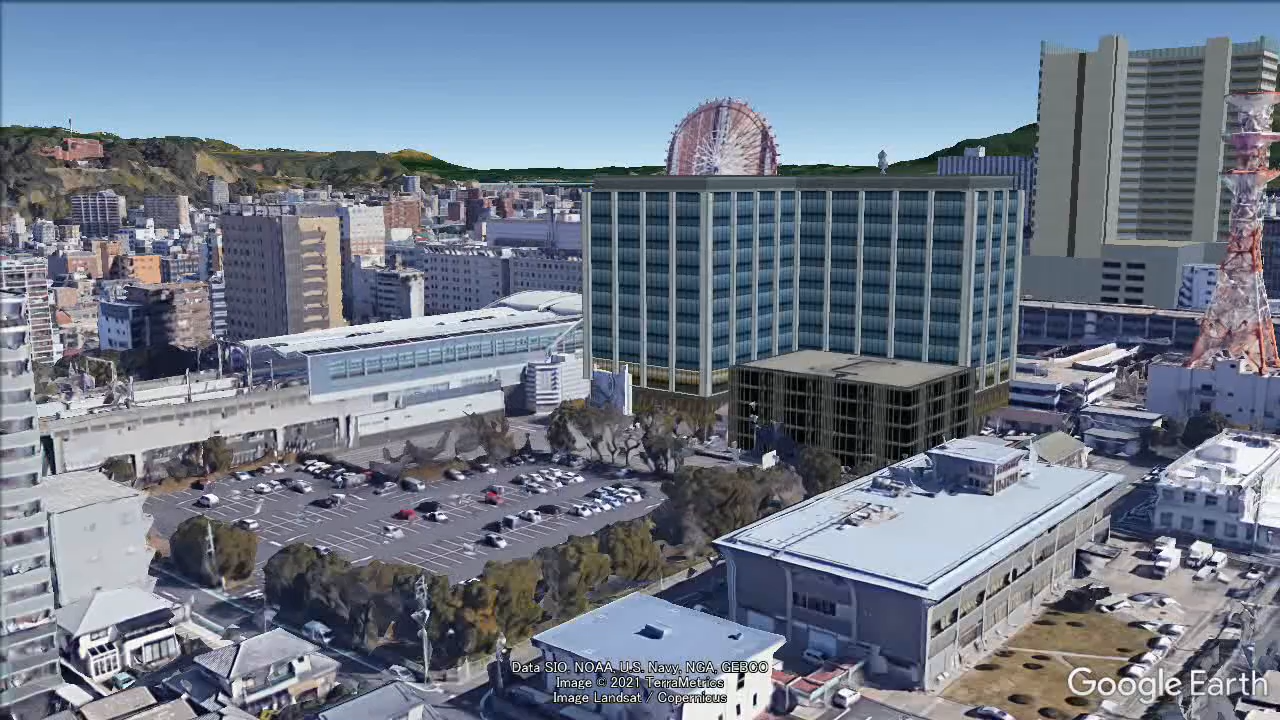 Data SIO, NOAA, U.S. Navy, NGA, GEBCO
Image © 2021 TerraMetrics
Image Landsat / Copernicus
Google Earth